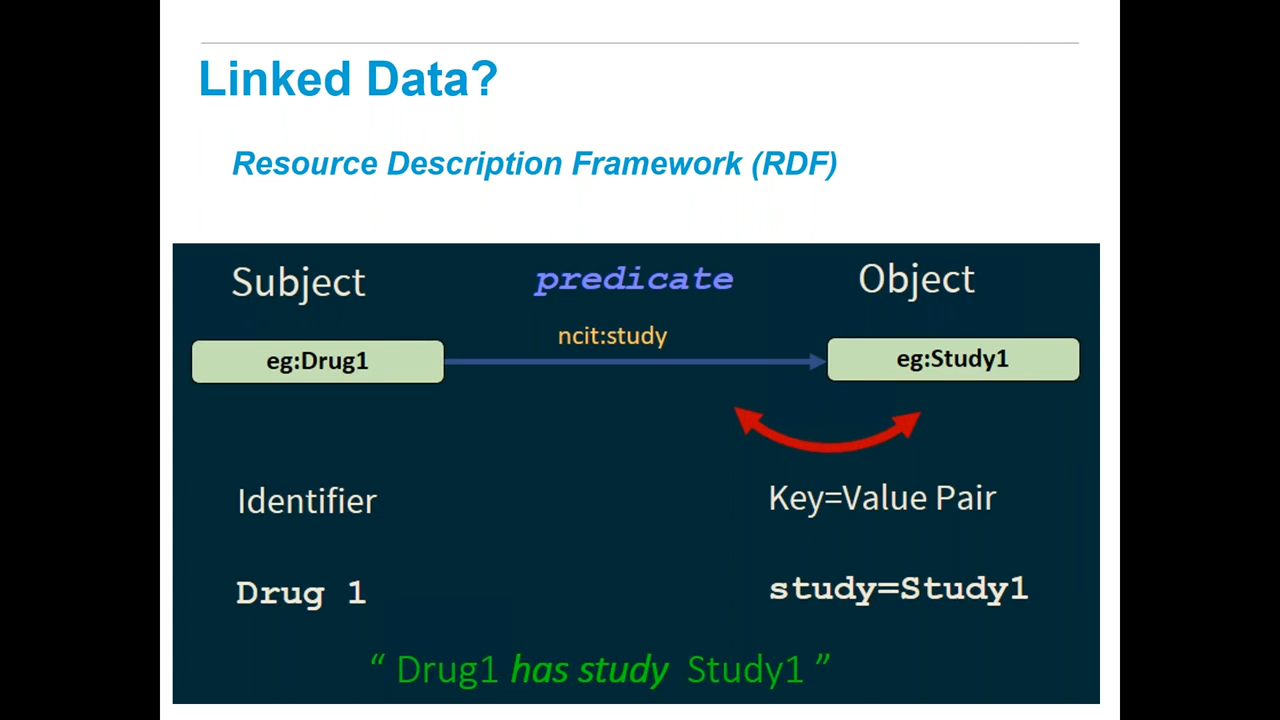 Linked Data?
Resource Description Framework (RDF)
Subject predicate Object
ncit:study
eg:Drug1 eg:Study1
Identifier Key=Value Pair
Drug 1 study=Study1
“ Drug1 has study Study1 ”